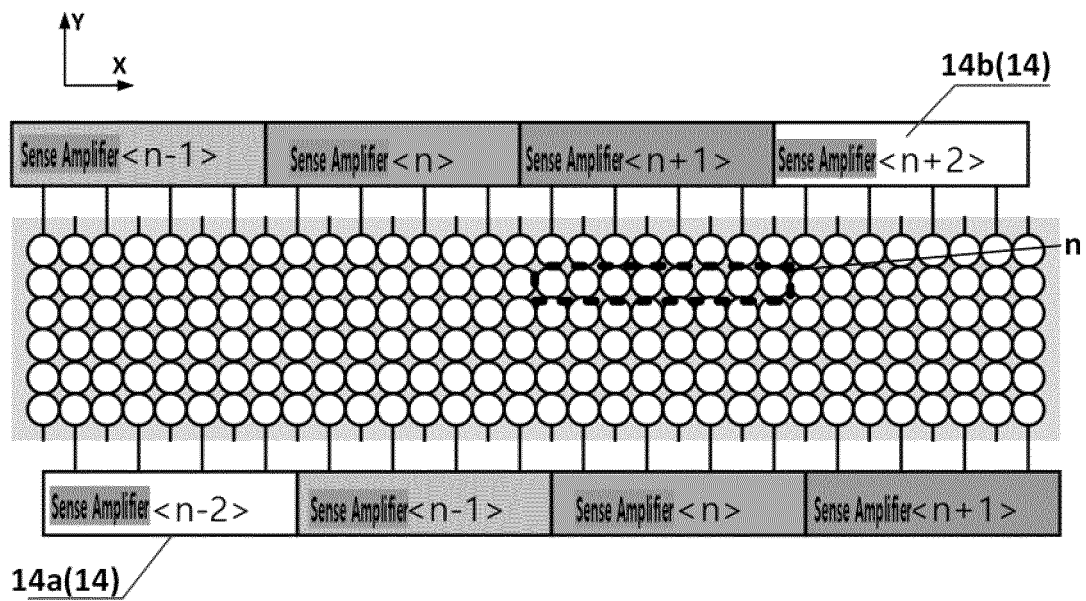 Y
X
14b(14)
Sense Amplifier<n-1> Sense Amplifier<n> Sense Amplifier<n+1> Sense Amplifier<n+2>
n
Sense Amplifier<n-2> Sense Amplifier<n-1> Sense Amplifier<n> Sense Amplifier<n+1>
14a(14)